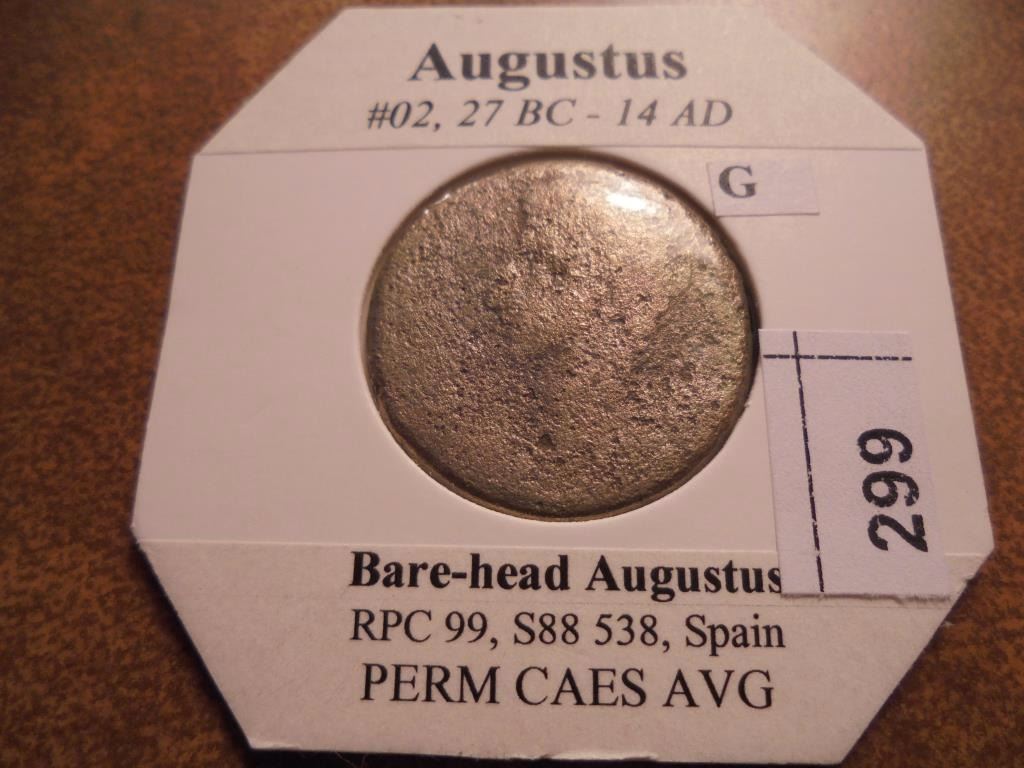 Augustus
#02, 27 BC - 14 AD
G
299
Bare-head Augustus
RPC 99, S88 538, Spain
PERM CAES AVG